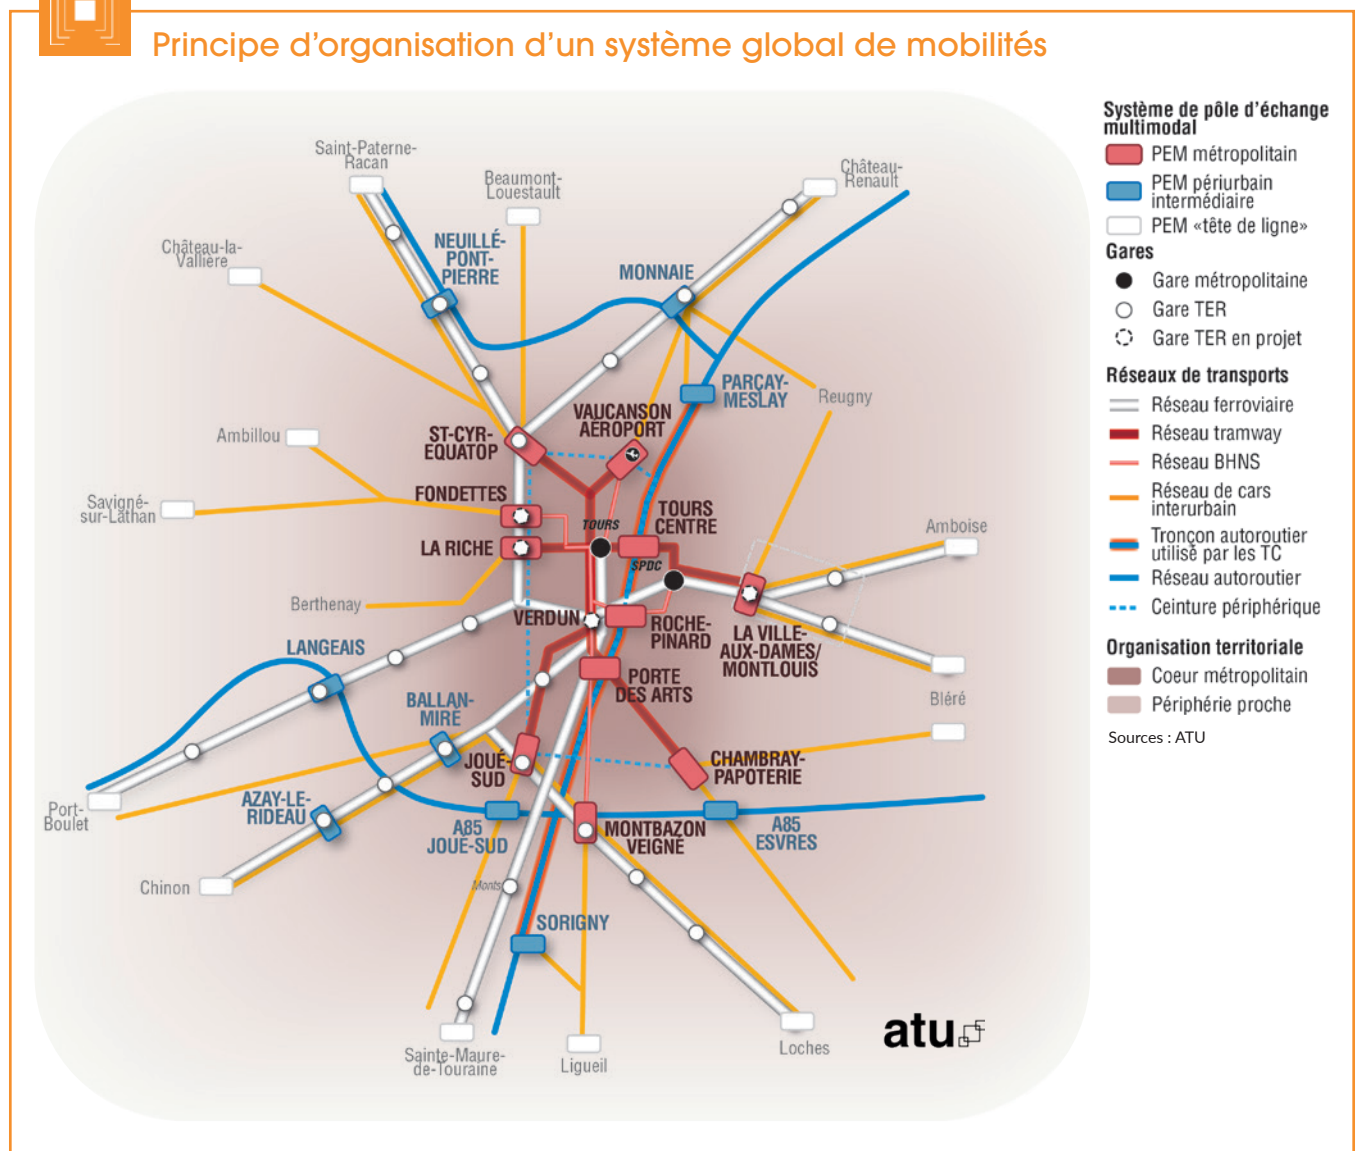 Principe d’organisation d’un système global de mobilités
Saint-Paterne-
Racan
Beaumont-
Louestault
Château-
Renault
Château-la-
Vallière
NEUILLÉ-
PONT-
PIERRE
MONNAIE
PARÇAY-
MESLAY
Reugny
VAUCANSON
AÉROPORT
ST-CYR-
EQUATOP
Ambillou
FONDETTES
Savigné-
sur-Lathan
TOURS
TOURS
CENTRE
Amboise
LA RICHE
SPDC
Berthenay
VERDUN
ROCHE-
PINARD
LA VILLE-
AUX-DAMES/
MONTLOUIS
LANGEAIS
PORTE
DES ARTS
Bléré
BALLAN-
MIRÉ
JOUÉ-
SUD
CHAMBRAY-
PAPOTERIE
Port-
Boulet
AZAY-LE-
RIDEAU
A85
JOUÉ-SUD
MONTBAZON
VEIGNÉ
A85
ESVRES
Chinon
Monts
SORIGNY
atu
Sainte-Maure-
de-Touraine
Ligueil
Loches
Système de pôle d’échange
multimodal
PEM métropolitain
PEM périurbain
intermédiaire
PEM «tête de ligne»
Gares
Gare métropolitaine
Gare TER
Gare TER en projet
Réseaux de transports
Réseau ferroviaire
Réseau tramway
Réseau BHNS
Réseau de cars
interurbain
Tronçon autoroutier
utilisé par les TC
Réseau autoroutier
Ceinture périphérique
Organisation territoriale
Coeur métropolitain
Périphérie proche
Sources : ATU